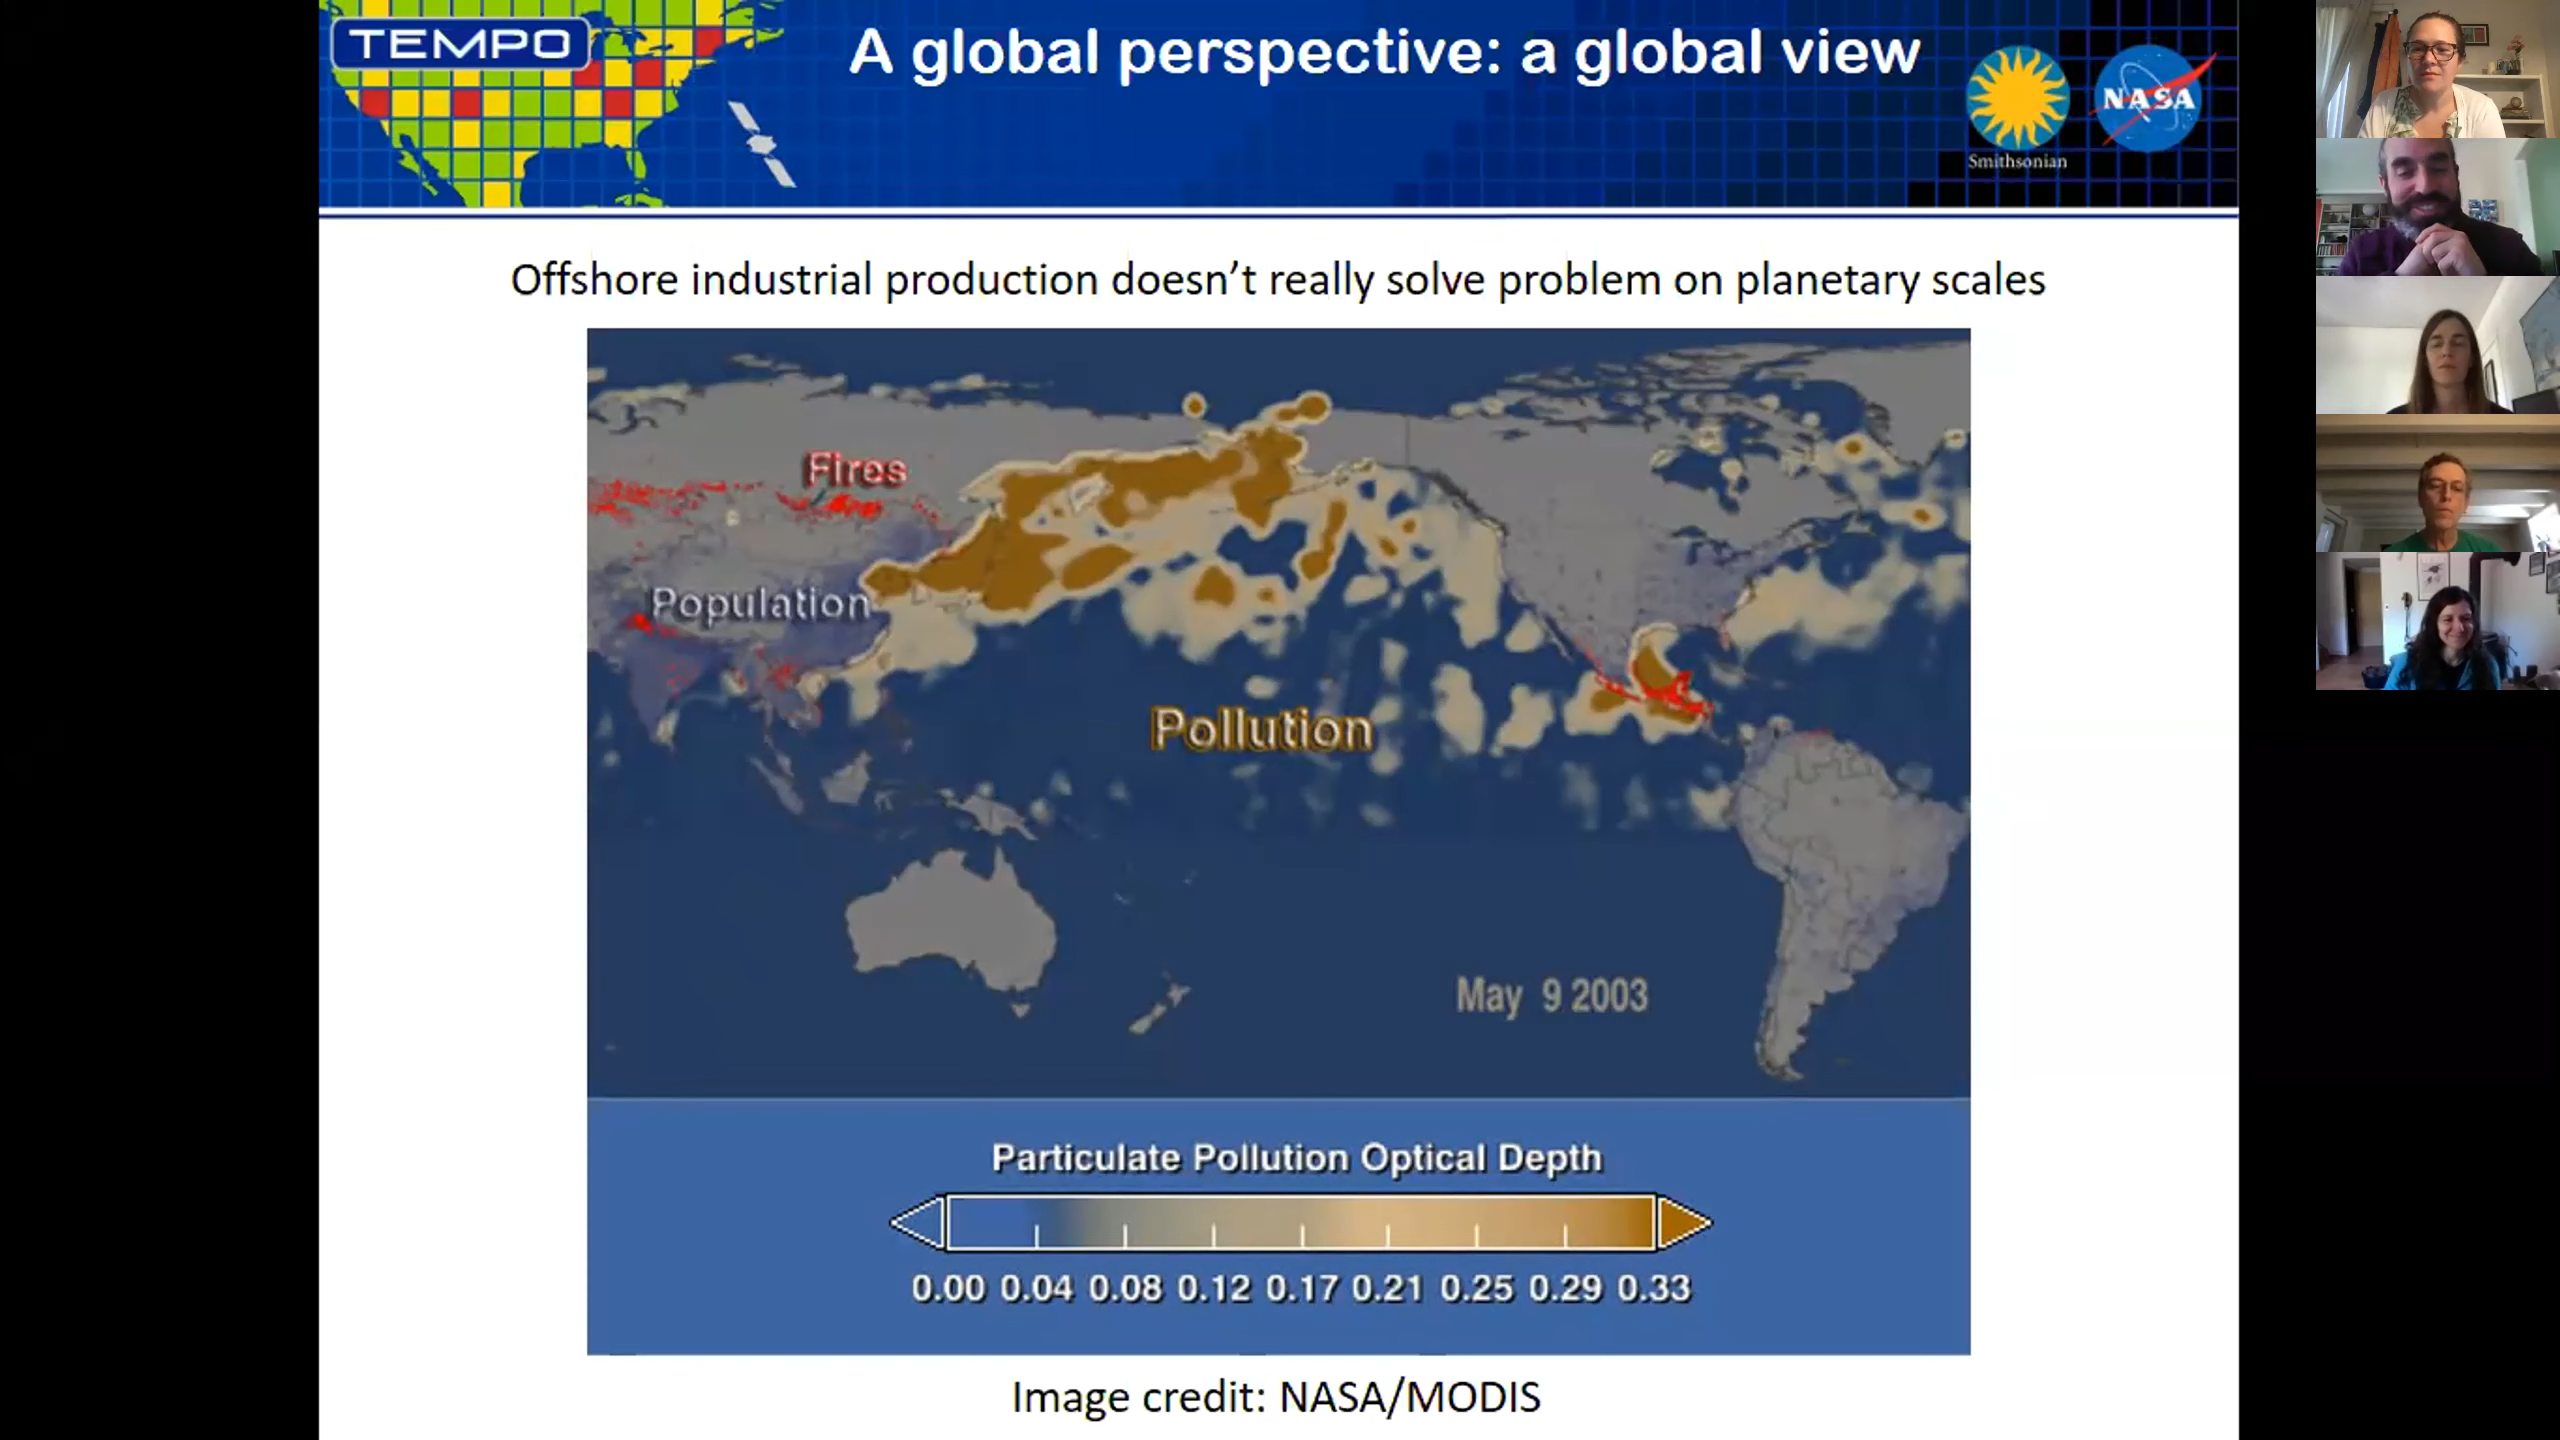 TEMPO
A global perspective: a global view
Smithsonian
NASA
Offshore industrial production doesn’t really solve problem on planetary scales
Fires
Population
Pollution
May 9 2003
Particulate Pollution Optical Depth
0.00 0.04 0.08 0.12 0.17 0.21 0.25 0.29 0.33
Image credit: NASA/MODIS